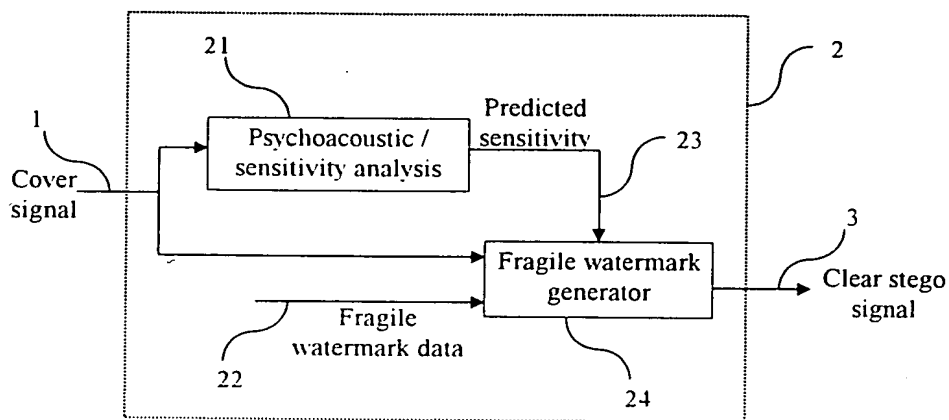 21
2
1
Psychoacoustic /
sensitivity analysis
Predicted
sensitivity
23
Cover
signal
3
Fragile watermark
generator
Clear stego
signal
Fragile
watermark data
22
24